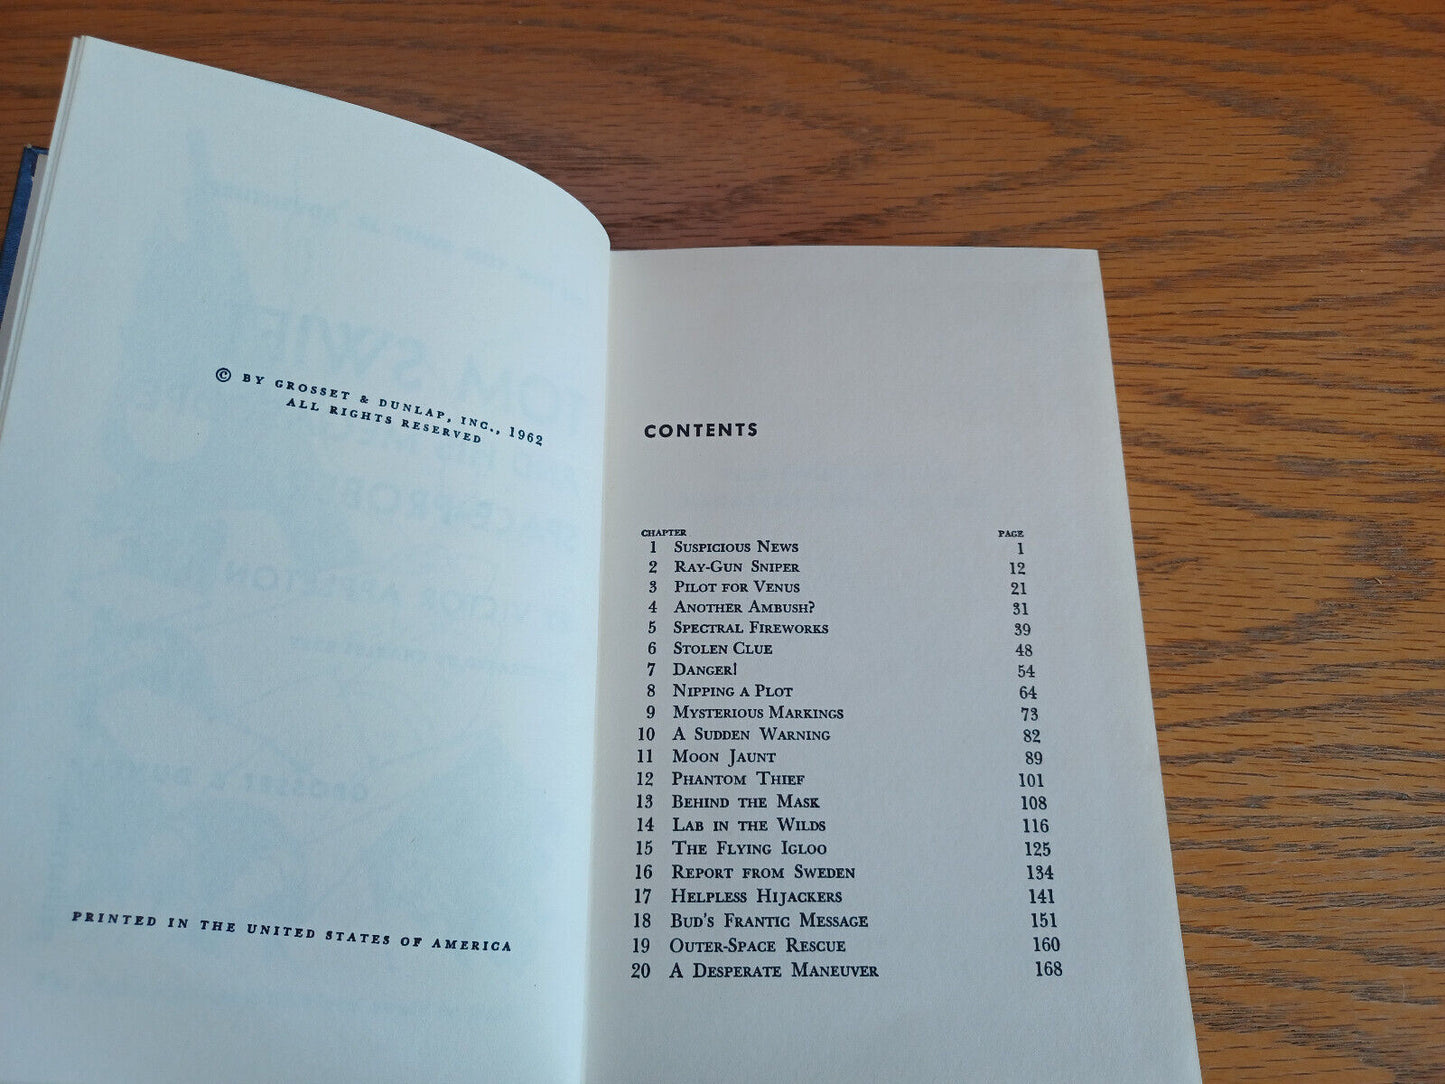 © BY GROSSET & DUNLAP, INC., 1962
ALL RIGHTS RESERVED
PRINTED IN THE UNITED STATES OF AMERICA
CONTENTS
CHAPTER PAGE
1 SUSPICIOUS NEWS 1
2 RAY-GUN SNIPER 12
3 PILOT FOR VENUS 21
4 ANOTHER AMBUSH? 31
5 SPECTRAL FIREWORKS 39
6 STOLEN CLUE 48
7 DANGER! 54
8 NIPPING A PLOT 64
9 MYSTERIOUS MARKINGS 73
10 A SUDDEN WARNING 82
11 MOON JAUNT 89
12 PHANTOM THIEF 101
13 BEHIND THE MASK 108
14 LAB IN THE WILDS 116
15 THE FLYING IGLOO 125
16 REPORT FROM SWEDEN 134
17 HELPLESS HIJACKERS 141
18 BUD'S FRANTIC MESSAGE 151
19 OUTER-SPACE RESCUE 160
20 A DESPERATE MANEUVER 168